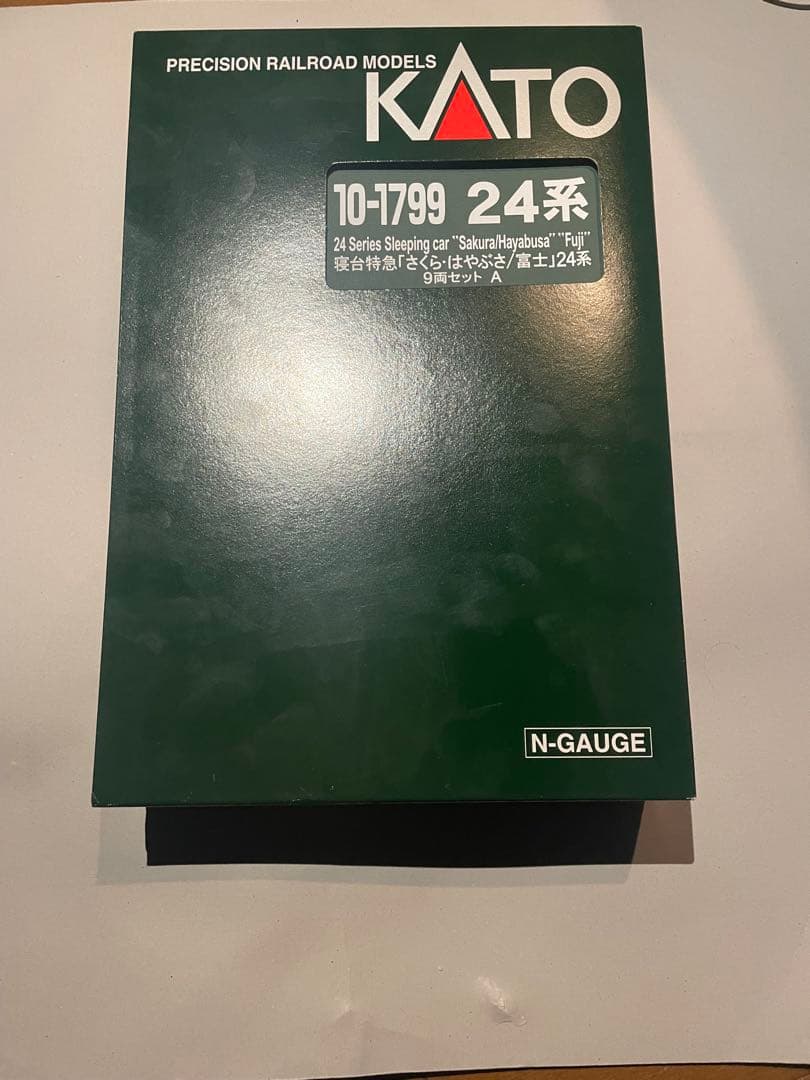 PRECISION RAILROAD MODELS
KATO
10-1799 24系
24 Series Sleeping car "Sakura/Hayabusa" "Fuji"
寝台特急「さくら・はやぶさ/富士」24系
9両セット A
N-GAUGE